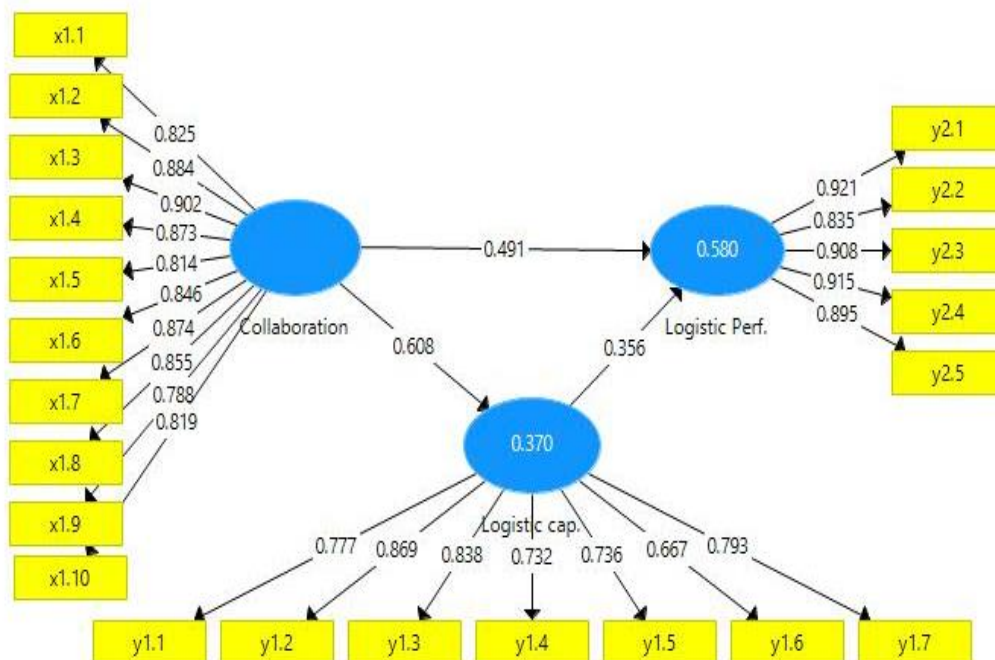 x1.1
x1.2
x1.3
x1.4
x1.5
x1.6
x1.7
x1.8
x1.9
x1.10
0.825
0.884
0.902
0.873
0.814
0.846
0.874
0.855
0.788
0.819
Collaboration
0.491
0.608
0.356
0.580
Logistic Perf.
0.921
0.835
0.908
0.915
0.895
y2.1
y2.2
y2.3
y2.4
y2.5
0.370
Logistic cap.
0.777
0.869
0.838
0.732
0.736
0.667
0.793
y1.1
y1.2
y1.3
y1.4
y1.5
y1.6
y1.7